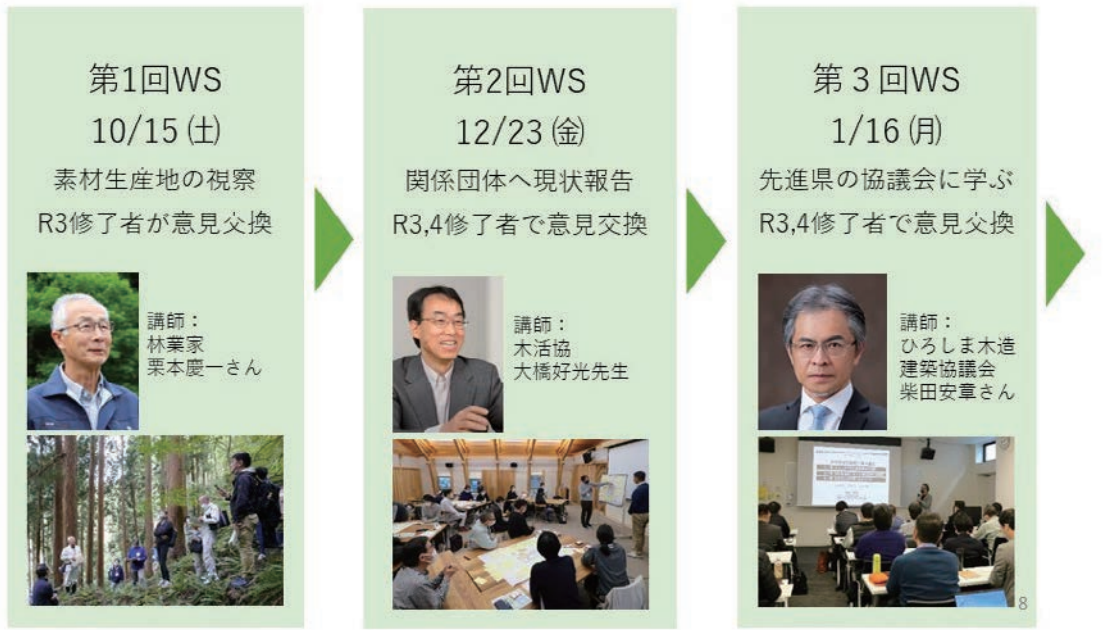 第1回WS
10/15㈯
素材生産地の視察
R3修了者が意見交換
講師：
林業家
栗本慶一さん
第2回WS
12/23㈮
関係団体へ現状報告
R3,4修了者で意見交換
講師：
木活協
大橋好光先生
第３回WS
1/16㈪
先進県の協議会に学ぶ
R3,4修了者で意見交換
講師：
ひろしま木造
建築協議会
柴田安章さん
8